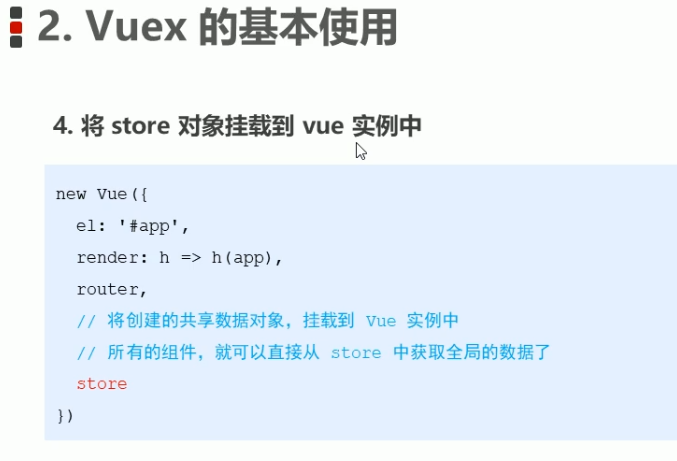 2. Vuex 的基本使用
4. 将 store 对象挂载到 vue 实例中
new Vue({
  el: '#app',
  render: h => h(app),
  router,
  // 将创建的共享数据对象，挂载到 Vue 实例中
  // 所有的组件，就可以直接从 store 中获取全局的数据了
  store
})